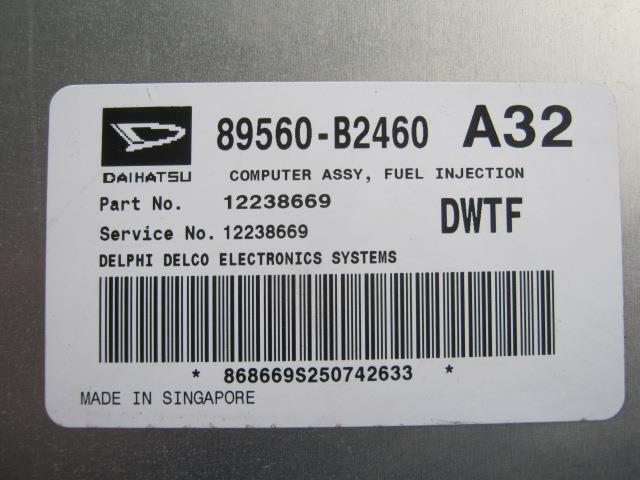 89560-B2460 A32
DAIHATSU COMPUTER ASSY, FUEL INJECTION
Part No. 12238669
DWTF
Service No. 12238669
DELPHI DELCO ELECTRONICS SYSTEMS
* 868669S250742633 *
MADE IN SINGAPORE